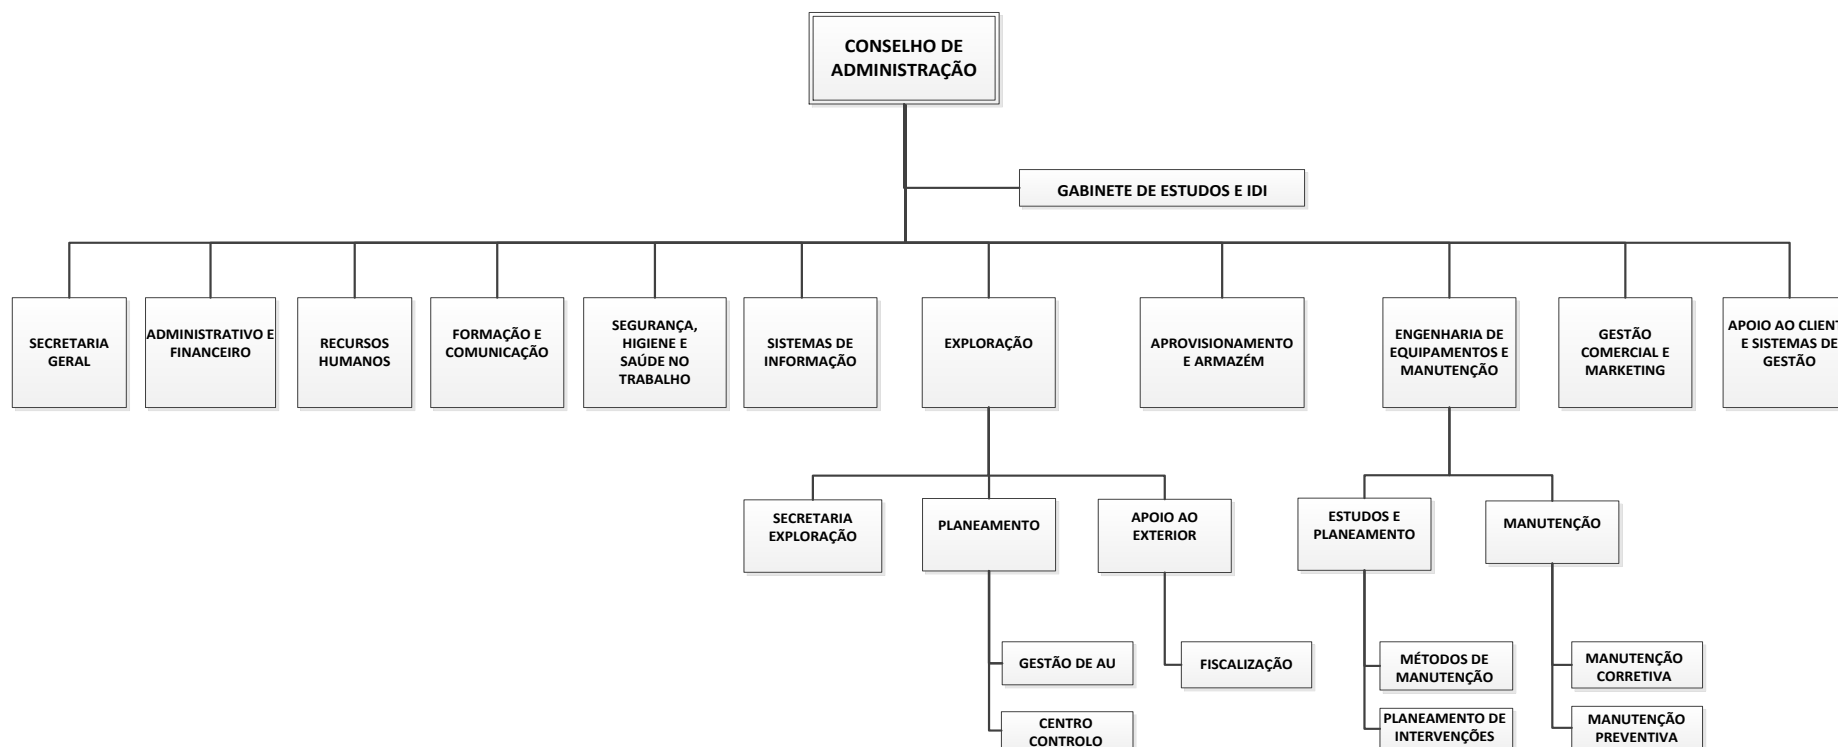 CONSELHO DE
ADMINISTRAÇÃO
GABINETE DE ESTUDOS E IDI
SECRETARIA
GERAL
ADMINISTRATIVO E
FINANCEIRO
RECURSOS
HUMANOS
FORMAÇÃO E
COMUNICAÇÃO
SEGURANÇA,
HIGIENE E
SAÚDE NO
TRABALHO
SISTEMAS DE
INFORMAÇÃO
EXPLORAÇÃO
APROVISIONAMENTO
E ARMAZÉM
ENGENHARIA DE
EQUIPAMENTOS E
MANUTENÇÃO
GESTÃO
COMERCIAL E
MARKETING
APOIO AO CLIENT
E SISTEMAS DE
GESTÃO
SECRETARIA
EXPLORAÇÃO
PLANEAMENTO
APOIO AO
EXTERIOR
ESTUDOS E
PLANEAMENTO
MANUTENÇÃO
GESTÃO DE AU
FISCALIZAÇÃO
MÉTODOS DE
MANUTENÇÃO
MANUTENÇÃO
CORRETIVA
CENTRO
CONTROLO
PLANEAMENTO DE
INTERVENÇÕES
MANUTENÇÃO
PREVENTIVA